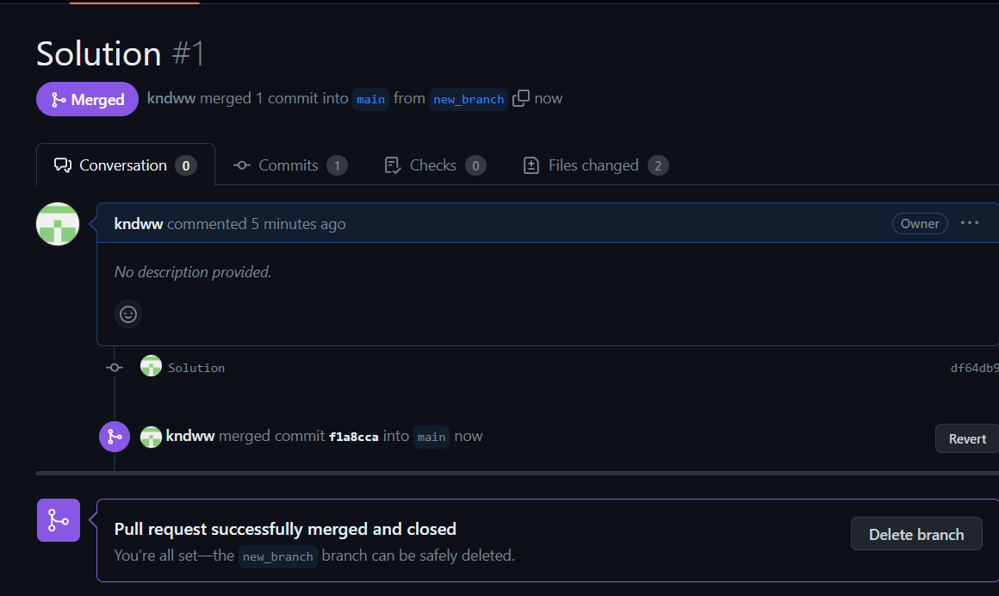 Solution #1
Merged kndww merged 1 commit into main from new_branch now
Conversation 0 Commits 1 Checks 0 Files changed 2
kndww commented 5 minutes ago Owner ...
No description provided.
Solution df64db9
kndww merged commit f1a8cca into main now Revert
Pull request successfully merged and closed
You're all set—the new_branch branch can be safely deleted.
Delete branch